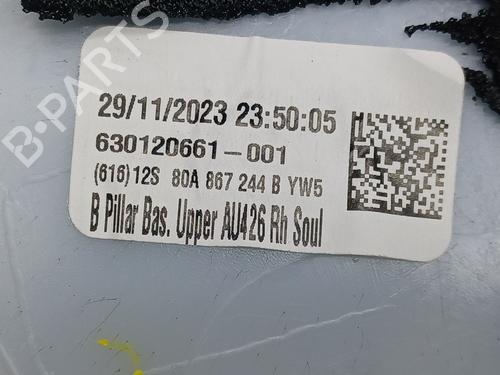 29/11/2023 23:50:05
630120661-001
(616)12S 80A 867 244 B YW5
B Pillar Bas. Upper AU426 Rh Soul
B-PARTS